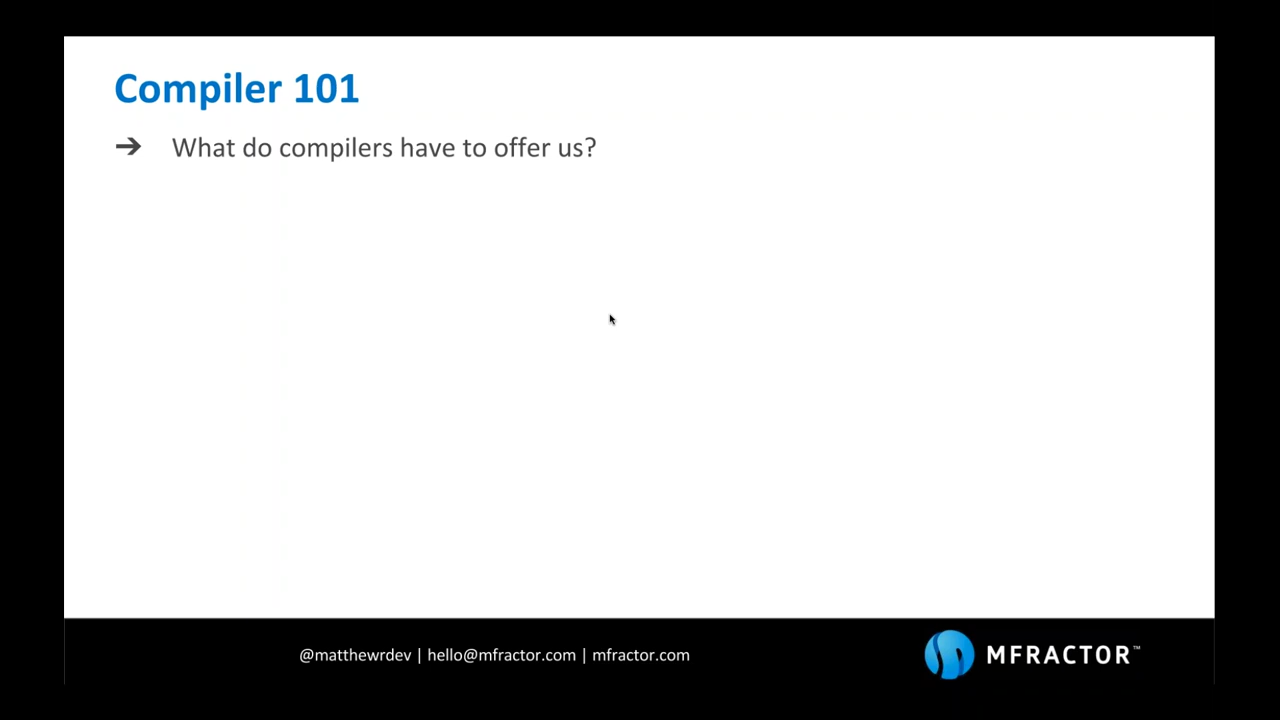 Compiler 101
➔ What do compilers have to offer us?
@matthewrdev | hello@mfractor.com | mfractor.com
MFRACTOR™